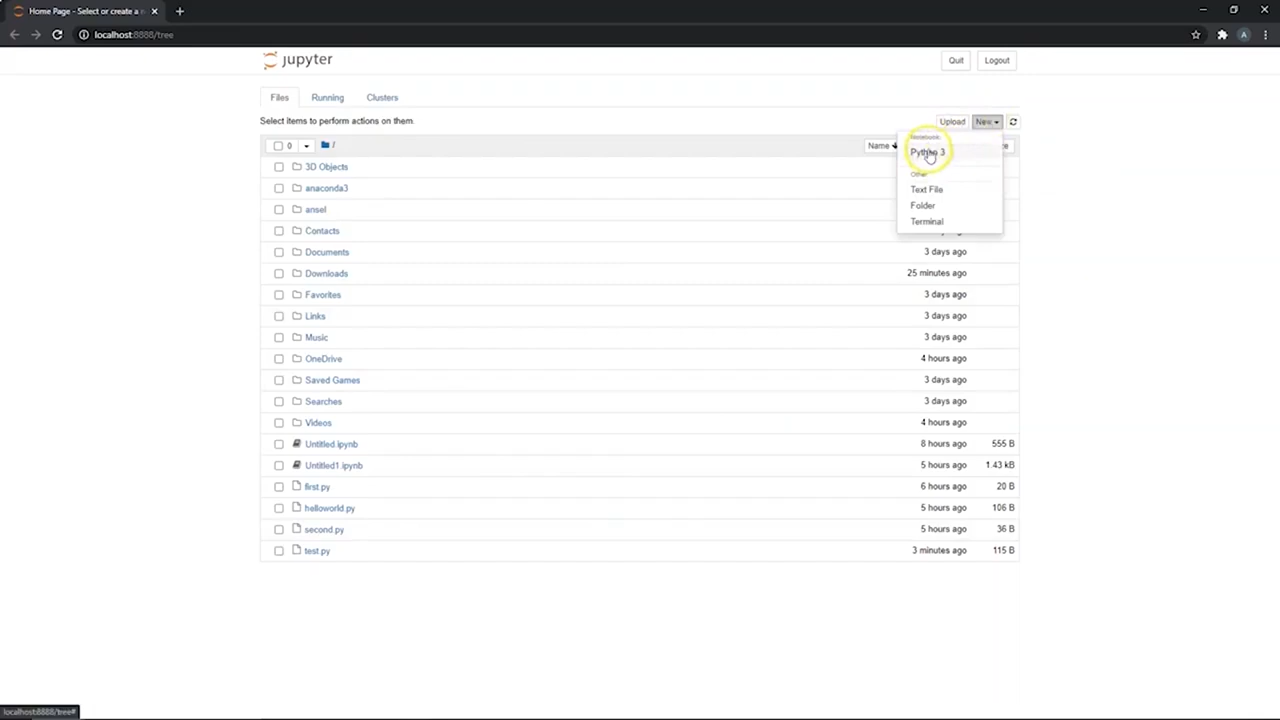 Home Page - Select or create a n
localhost:8888/tree
A
jupyter
Quit
Logout
Files
Running
Clusters
Select items to perform actions on them.
Upload
New
0
/
Name
Notebook:
Python 3
Other:
Text File
Folder
Terminal
3D Objects
anaconda3
ansel
Contacts
Documents
3 days ago
Downloads
25 minutes ago
Favorites
3 days ago
Links
3 days ago
Music
3 days ago
OneDrive
4 hours ago
Saved Games
3 days ago
Searches
3 days ago
Videos
4 hours ago
Untitled.ipynb
8 hours ago
555 B
Untitled1.ipynb
5 hours ago
1.43 kB
first.py
6 hours ago
20 B
helloworld.py
5 hours ago
106 B
second.py
5 hours ago
36 B
test.py
3 minutes ago
115 B
localhost:8888/tree#